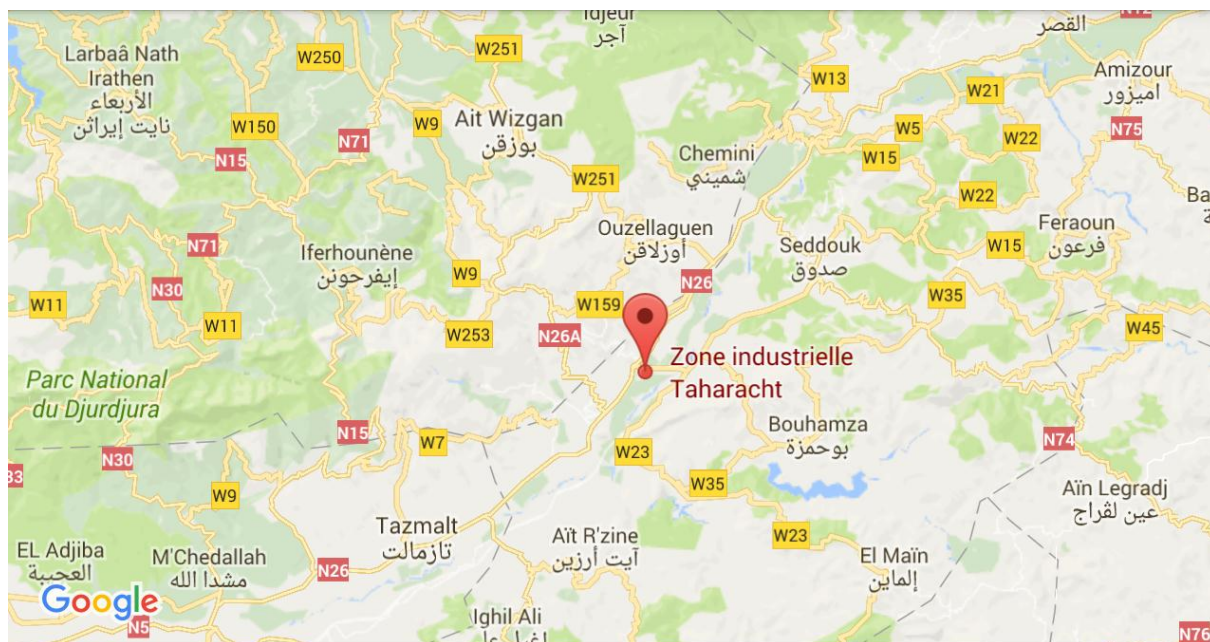 Idjeur
آجر
N12
القصر
Larbaâ Nath
Irathen
الأربعاء
نايت إيراثن
W250
W251
W13
Amizour
اميزور
W21
W150
W9
Ait Wizgan
بوزقن
N71
W5
W22
N75
N15
Chemini
شميني
W15
W251
W22
Ouzellaguen
أوزلاقن
Seddouk
صدوق
Feraoun
فرعون
W15
N71
Iferhounène
إيفرحونن
W9
N26
N30
W11
W11
W159
W35
W253
N26A
W45
Zone industrielle
Taharacht
Parc National
du Djurdjura
N15
W7
Bouhamza
بوحمزة
N74
N30
W23
33
W9
W35
Aïn Legradj
عين لڨراج
Tazmalt
تازمالت
Aït R'zine
آيت أرزين
W23
EL Adjiba
العجيبة
M'Chedallah
مشدا الله
N26
El Maïn
إلماين
Google
N5
Ighil Ali
N76